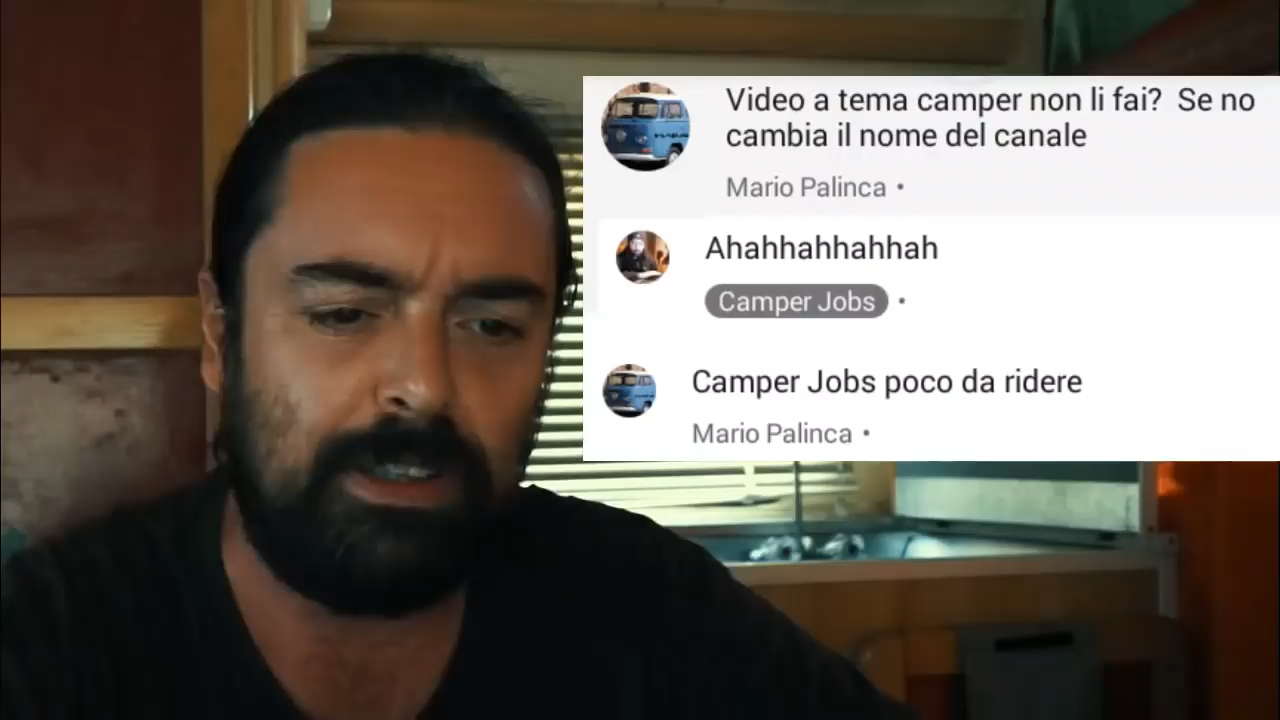 Video a tema camper non li fai?  Se no
cambia il nome del canale
Mario Palinca •
Ahahhahhahhah
Camper Jobs •
Camper Jobs poco da ridere
Mario Palinca •